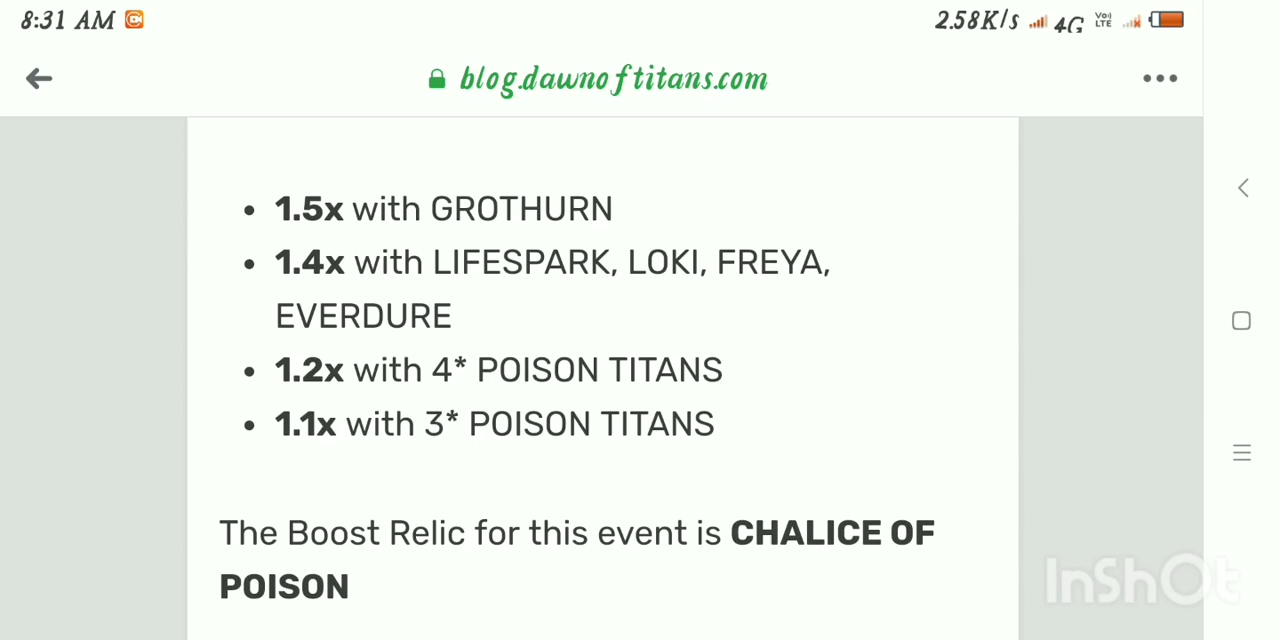 8:31 AM
2.58K/s 4G Vo) LTE
blog.dawnoftitans.com
• 1.5x with GROTHURN
• 1.4x with LIFESPARK, LOKI, FREYA,
EVERDURE
• 1.2x with 4* POISON TITANS
• 1.1x with 3* POISON TITANS
The Boost Relic for this event is CHALICE OF
POISON
InShOt